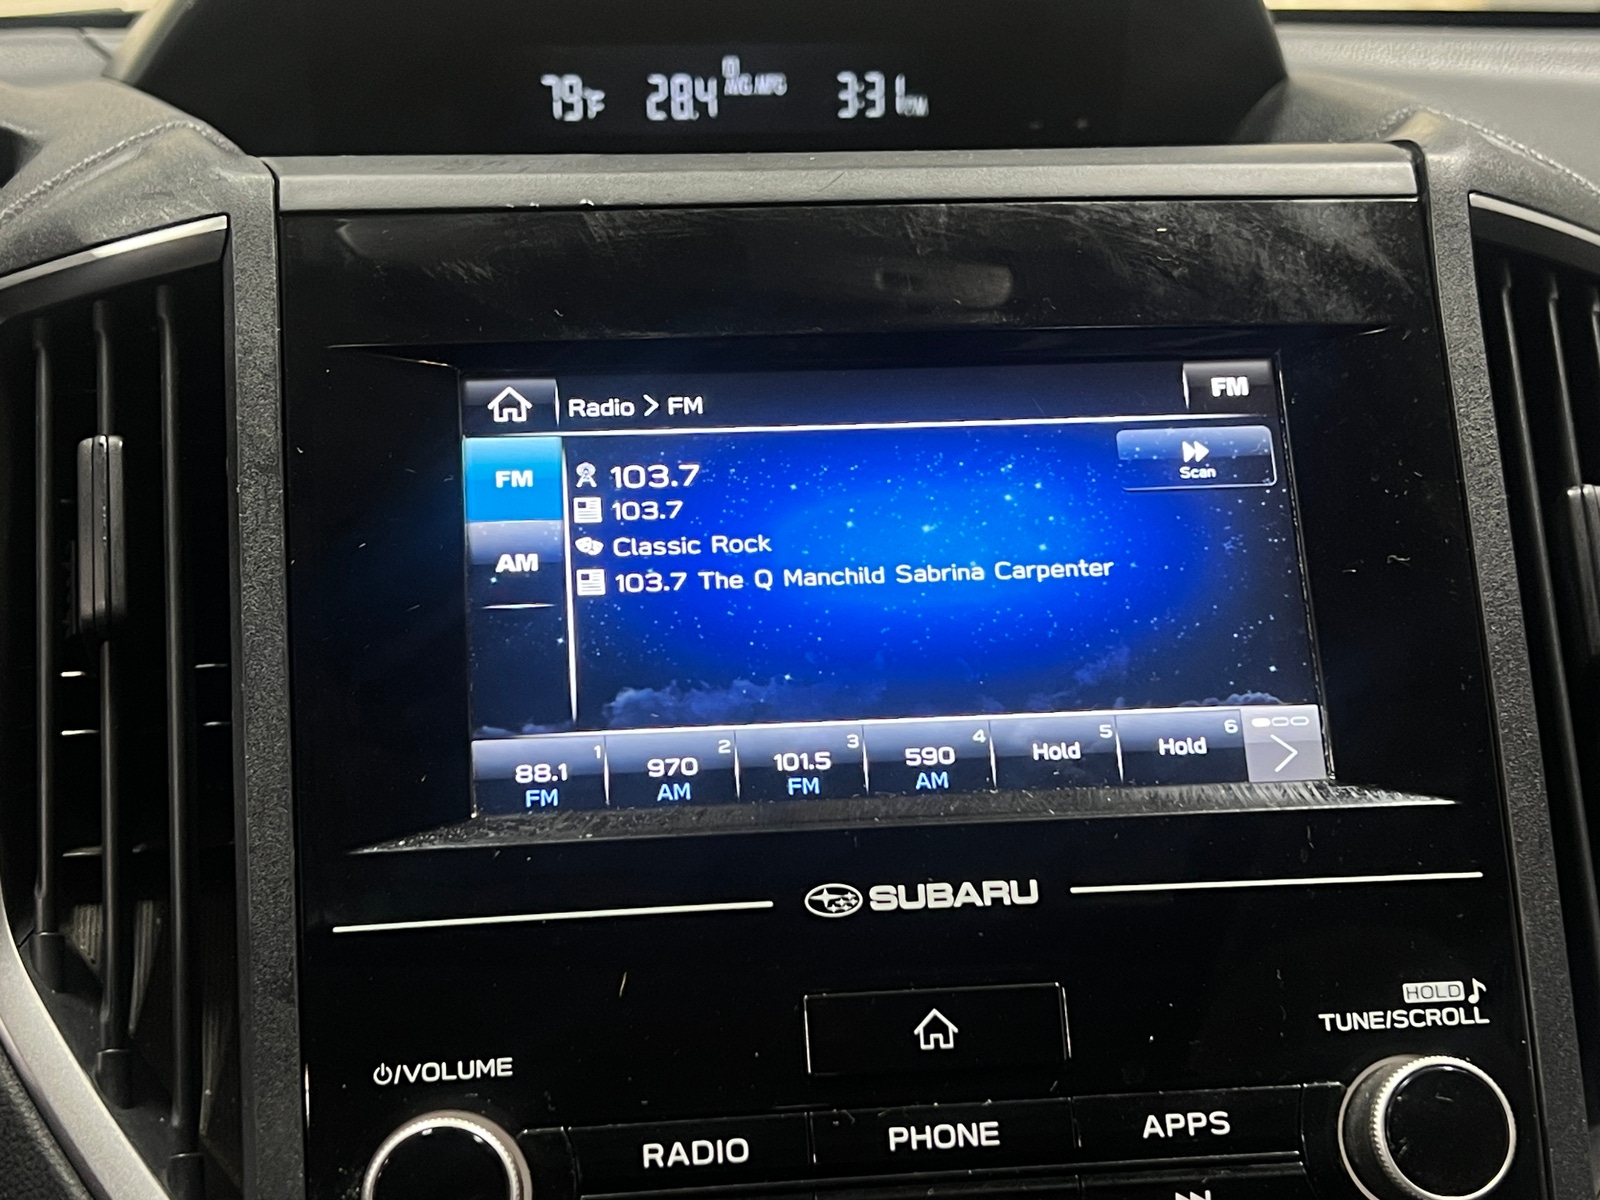 79°F 28.4 AVG/MPG 3:31PM
Radio > FM
FM
FM
103.7
Scan
103.7
AM
Classic Rock
103.7 The Q Manchild Sabrina Carpenter
1 2 3 4 5 6
88.1 970 101.5 590 Hold Hold
FM AM FM AM
SUBARU
HOLD
TUNE/SCROLL
/VOLUME
RADIO PHONE APPS